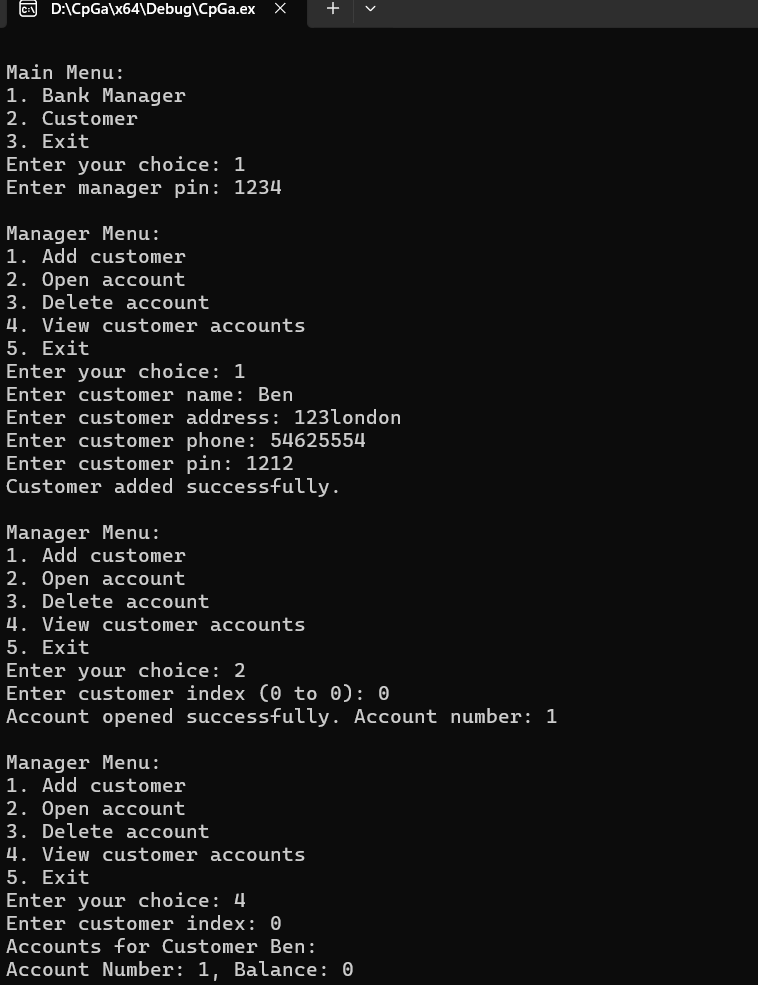 D:\CpGa\x64\Debug\CpGa.ex
Main Menu:
1. Bank Manager
2. Customer
3. Exit
Enter your choice: 1
Enter manager pin: 1234
Manager Menu:
1. Add customer
2. Open account
3. Delete account
4. View customer accounts
5. Exit
Enter your choice: 1
Enter customer name: Ben
Enter customer address: 123london
Enter customer phone: 54625554
Enter customer pin: 1212
Customer added successfully.
Manager Menu:
1. Add customer
2. Open account
3. Delete account
4. View customer accounts
5. Exit
Enter your choice: 2
Enter customer index (0 to 0): 0
Account opened successfully. Account number: 1
Manager Menu:
1. Add customer
2. Open account
3. Delete account
4. View customer accounts
5. Exit
Enter your choice: 4
Enter customer index: 0
Accounts for Customer Ben:
Account Number: 1, Balance: 0